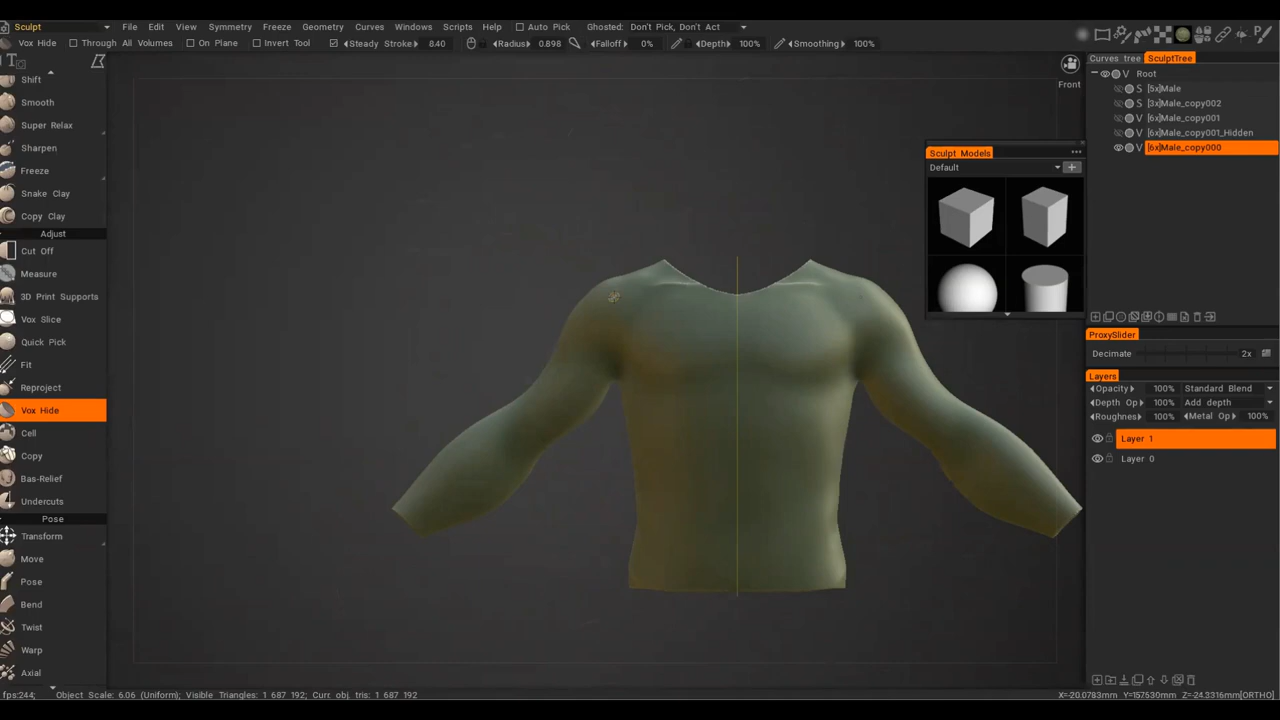 Sculpt File Edit View Symmetry Freeze Geometry Curves Windows Scripts Help Auto Pick Ghosted: Don't Pick, Don't Act
Vox Hide Through All Volumes On Plane Invert Tool Steady Stroke 8.40 Radius 0.898 Falloff 0% Depth 100% Smoothing 100%
Shift
Smooth
Super Relax
Sharpen
Freeze
Snake Clay
Copy Clay
Adjust
Cut Off
Measure
3D Print Supports
Vox Slice
Quick Pick
Fit
Reproject
Vox Hide
Cell
Copy
Bas-Relief
Undercuts
Pose
Transform
Move
Pose
Bend
Twist
Warp
Axial
Front
Sculpt Models
Default
Curves tree SculptTree
Root
S [5x]Male
S [3x]Male_copy002
V [6x]Male_copy001
V [6x]Male_copy001_Hidden
V [6x]Male_copy000
ProxySlider
Decimate 2x
Layers
Opacity 100% Standard Blend
Depth Op 100% Add depth
Roughness 100% Metal Op 100%
Layer 1
Layer 0
fps:244; Object Scale: 6.06 (Uniform); Visible Triangles: 1 687 192; Curr. obj. tris: 1 687 192; X=-20.0783mm Y=157.530mm Z=-24.3316mm[ORTHO]